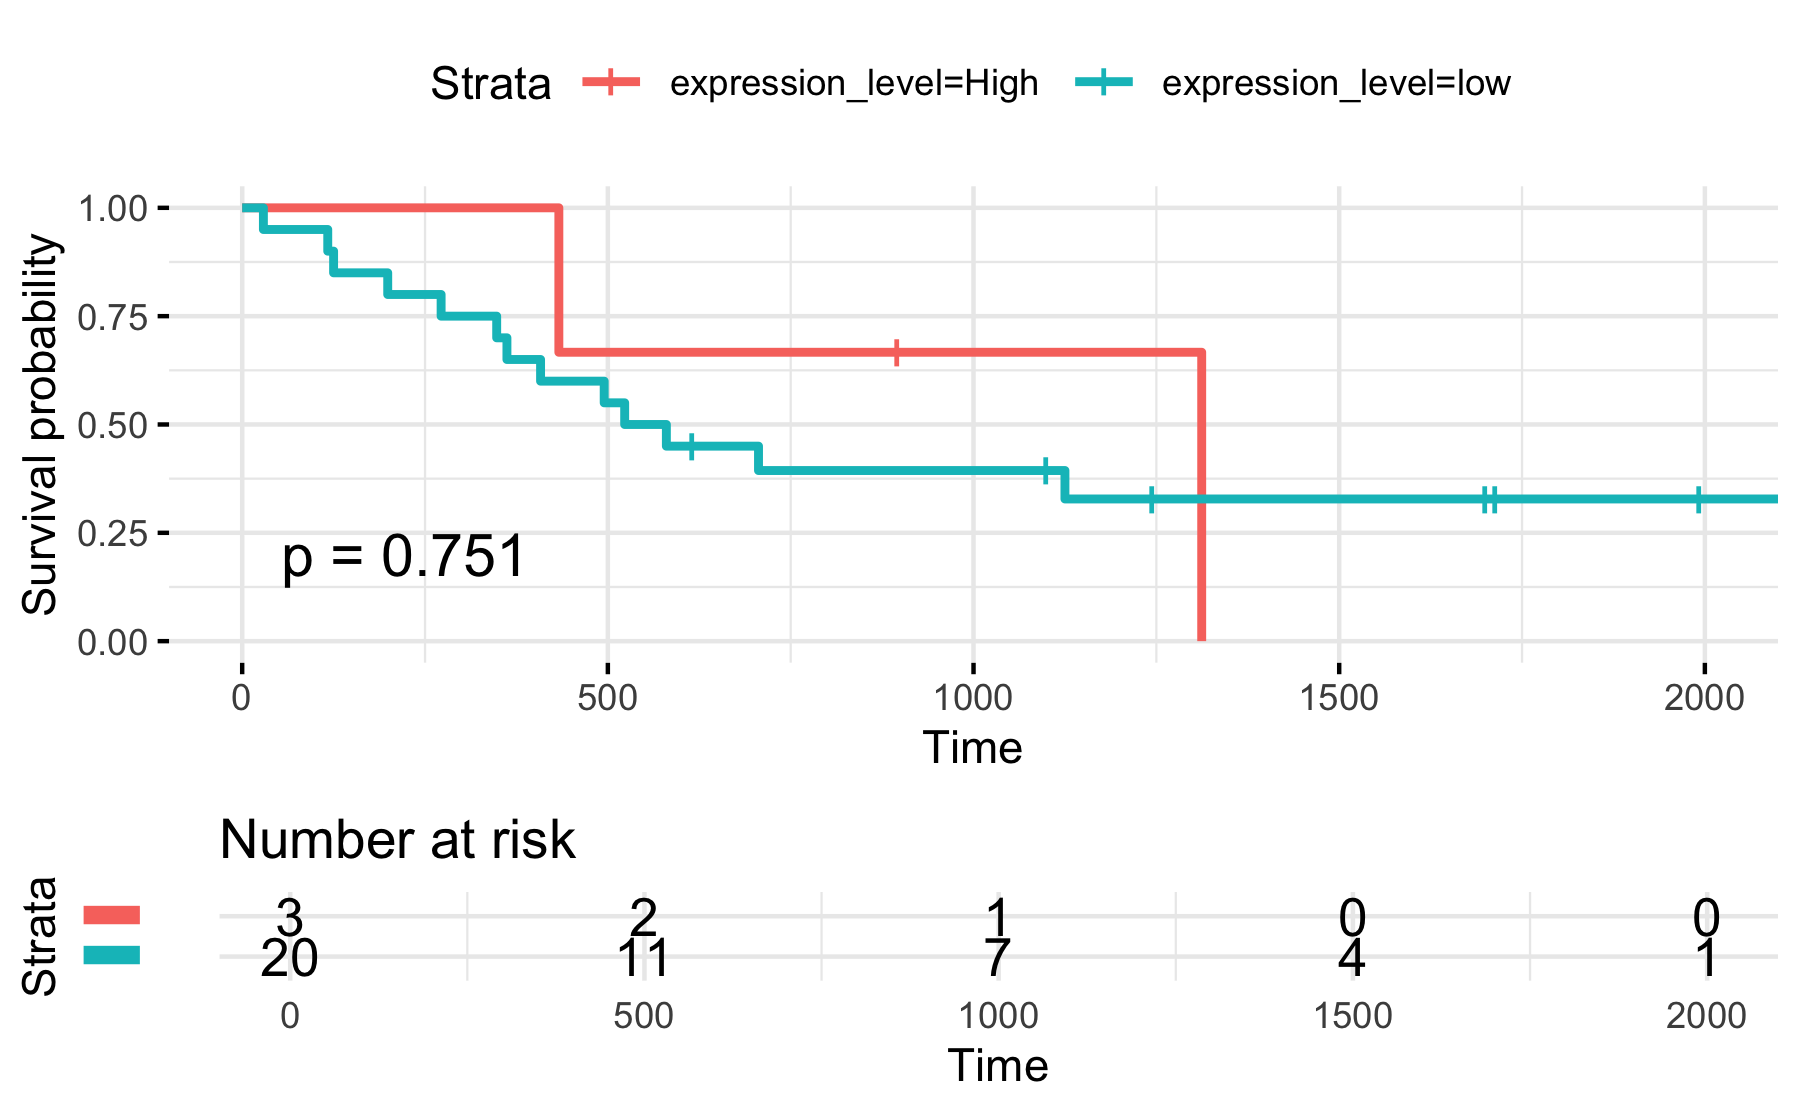 Strata expression_level=High expression_level=low
Survival probability
1.00
0.75
0.50
0.25
0.00
p = 0.751
0 500 1000 1500 2000
Time
Number at risk
Strata
3 2 1 0 0
20 11 7 4 1
0 500 1000 1500 2000
Time